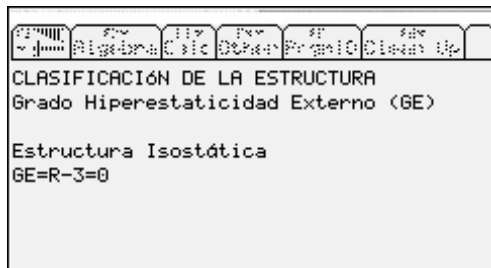 Algebra Calc Other PrgmIO Clean Up
CLASIFICACIóN DE LA ESTRUCTURA
Grado Hiperestaticidad Externo (GE)
Estructura Isostática
GE=R-3=0